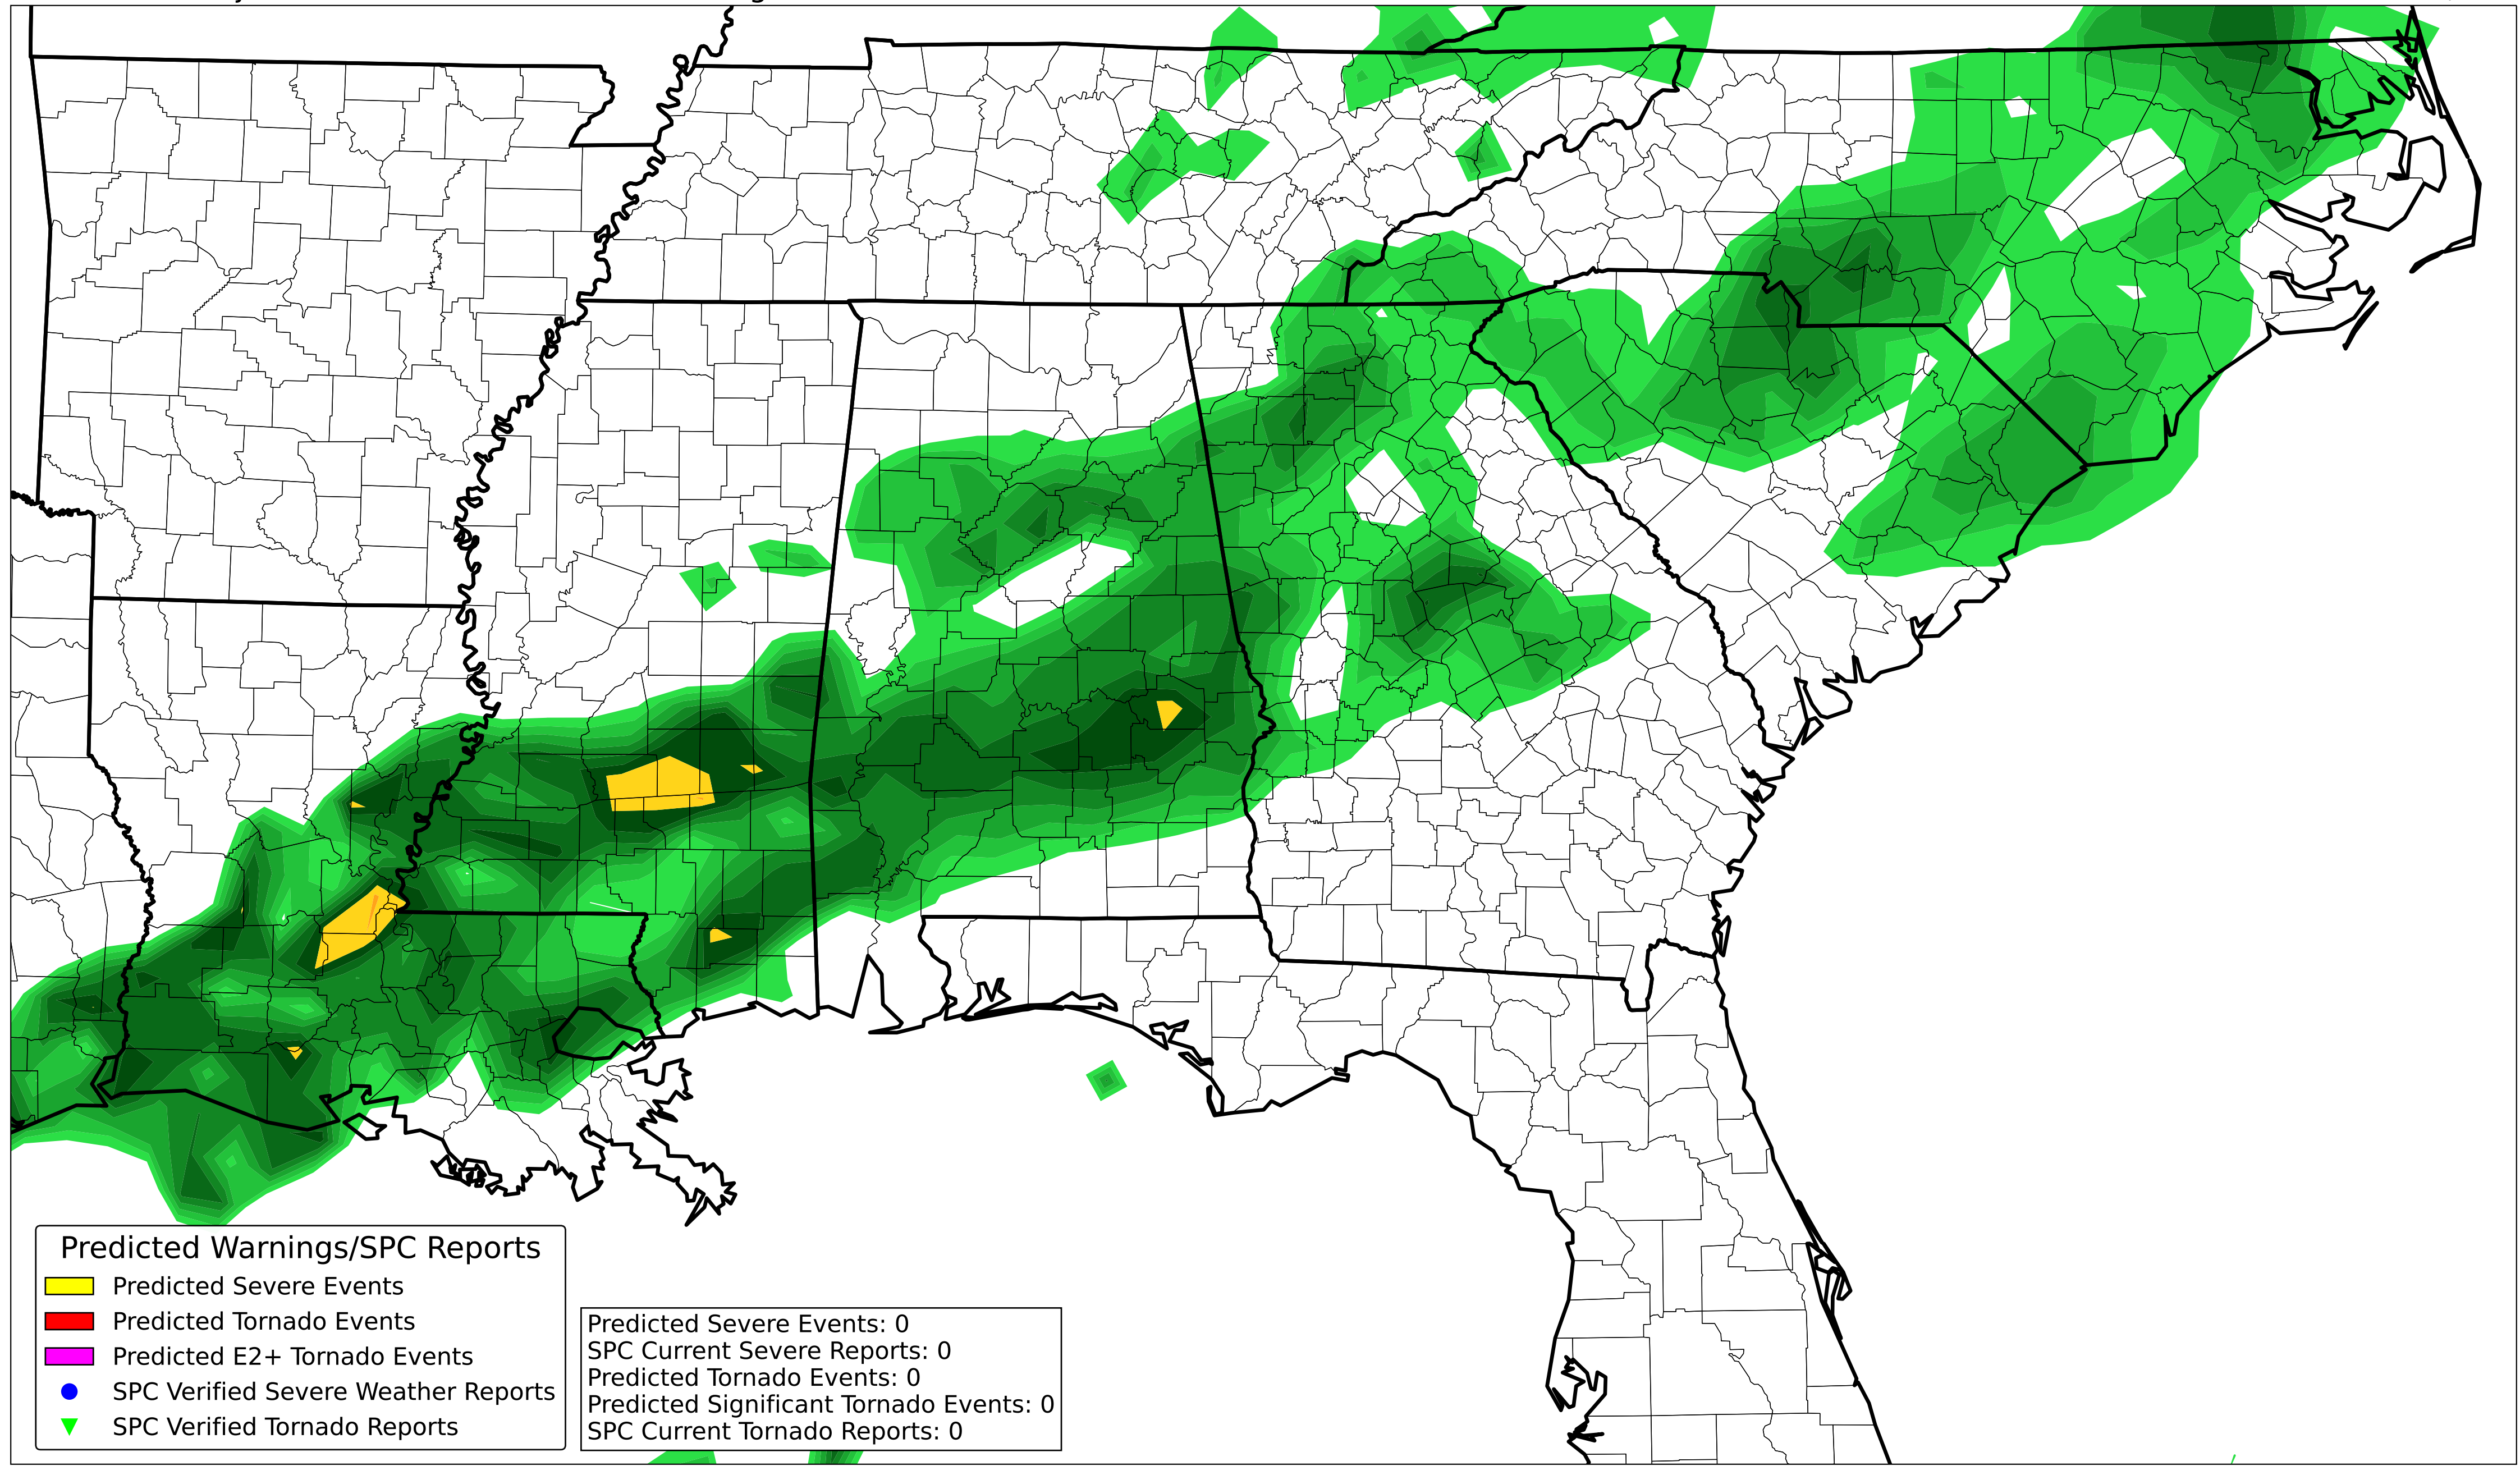 Predicted Warnings/SPC Reports
Predicted Severe Events
Predicted Tornado Events
Predicted E2+ Tornado Events
SPC Verified Severe Weather Reports
SPC Verified Tornado Reports
Predicted Severe Events: 0
SPC Current Severe Reports: 0
Predicted Tornado Events: 0
Predicted Significant Tornado Events: 0
SPC Current Tornado Reports: 0